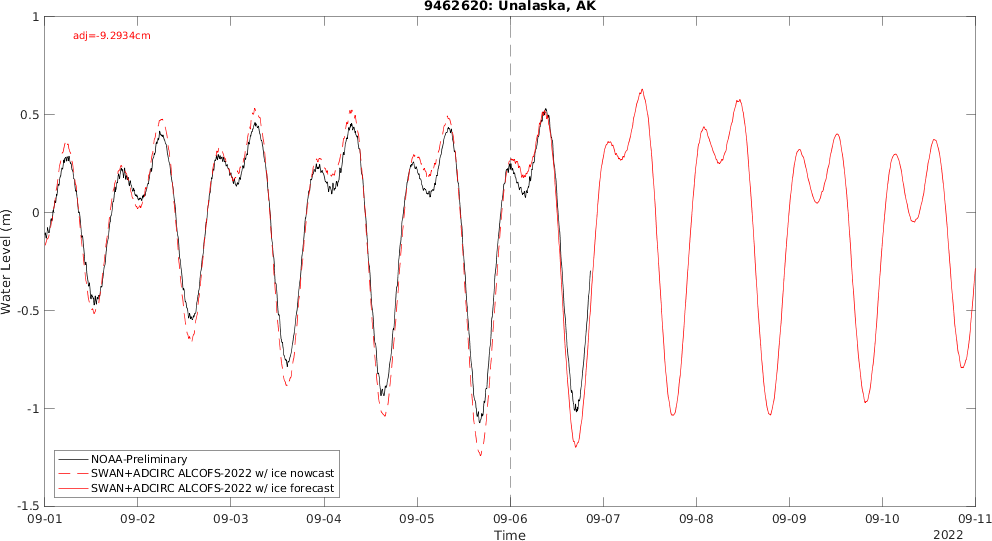 9462620: Unalaska, AK
adj=-9.2934cm
1
0.5
0
-0.5
-1
-1.5
Water Level (m)
NOAA-Preliminary
SWAN+ADCIRC ALCOFS-2022 w/ ice nowcast
SWAN+ADCIRC ALCOFS-2022 w/ ice forecast
09-01 09-02 09-03 09-04 09-05 09-06 09-07 09-08 09-09 09-10 09-11
Time
2022